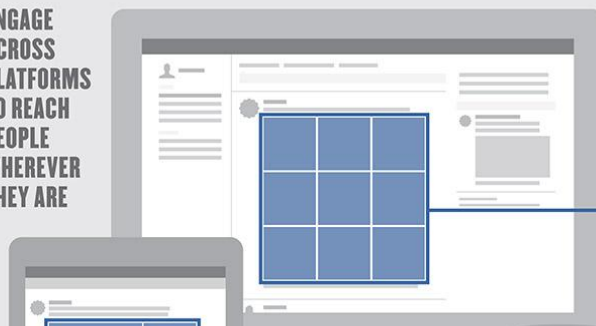 NGAGE
CROSS
LATFORMS
O REACH
EOPLE
HEREVER
HEY ARE